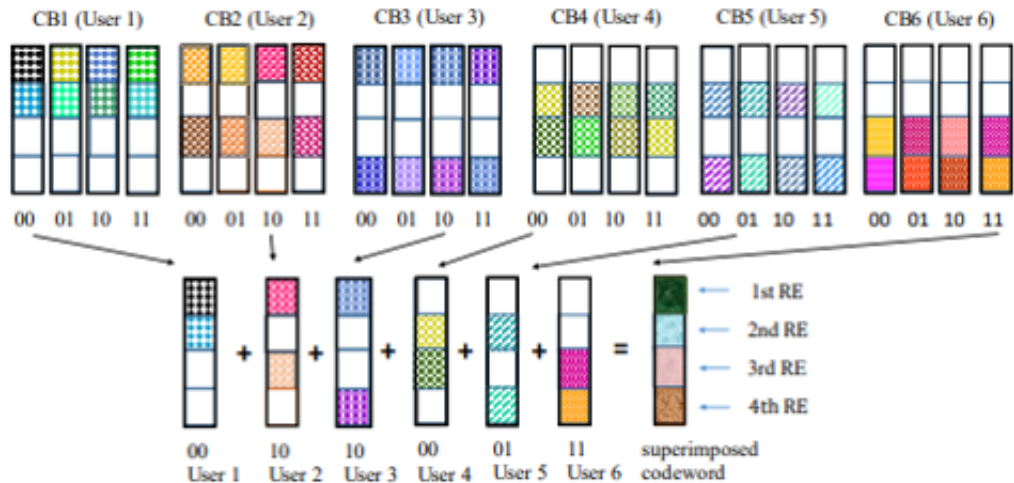 CB1 (User 1) CB2 (User 2) CB3 (User 3) CB4 (User 4) CB5 (User 5) CB6 (User 6)
00 01 10 11 00 01 10 11 00 01 10 11 00 01 10 11 00 01 10 11 00 01 10 11
1st RE
2nd RE
+ + + + + =
3rd RE
4th RE
00 10 10 00 01 11 superimposed
User 1 User 2 User 3 User 4 User 5 User 6 codeword